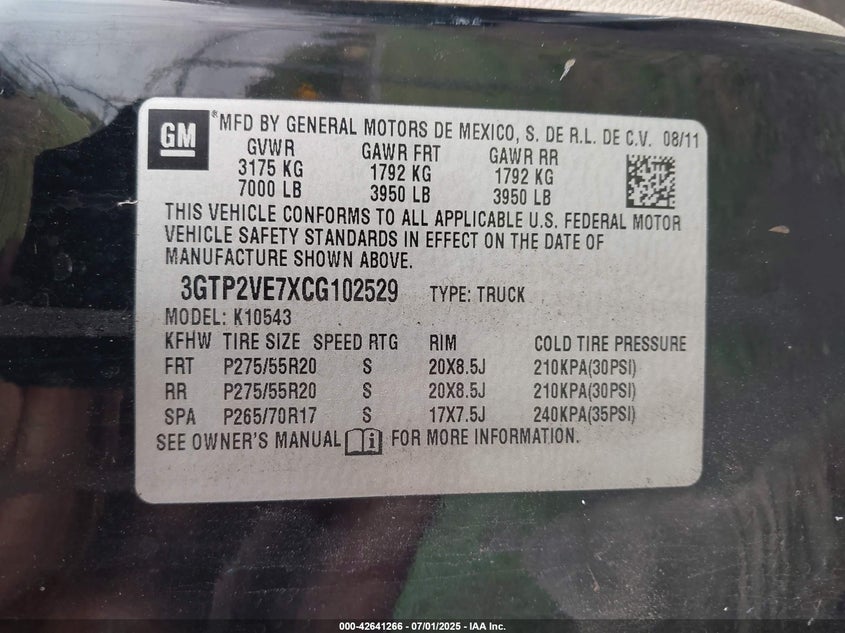 GM
®MFD BY GENERAL MOTORS DE MEXICO, S. DE R.L. DE C.V. 08/11
GVWR GAWR FRT GAWR RR
3175 KG 1792 KG 1792 KG
7000 LB 3950 LB 3950 LB
THIS VEHICLE CONFORMS TO ALL APPLICABLE U.S. FEDERAL MOTOR
VEHICLE SAFETY STANDARDS IN EFFECT ON THE DATE OF
MANUFACTURE SHOWN ABOVE.
3GTP2VE7XCG102529 TYPE: TRUCK
MODEL: K10543
KFHW TIRE SIZE SPEED RTG RIM COLD TIRE PRESSURE
FRT P275/55R20 S 20X8.5J 210KPA(30PSI)
RR P275/55R20 S 20X8.5J 210KPA(30PSI)
SPA P265/70R17 S 17X7.5J 240KPA(35PSI)
SEE OWNER'S MANUAL FOR MORE INFORMATION.
000-42641266 - 07/01/2025 - IAA Inc.